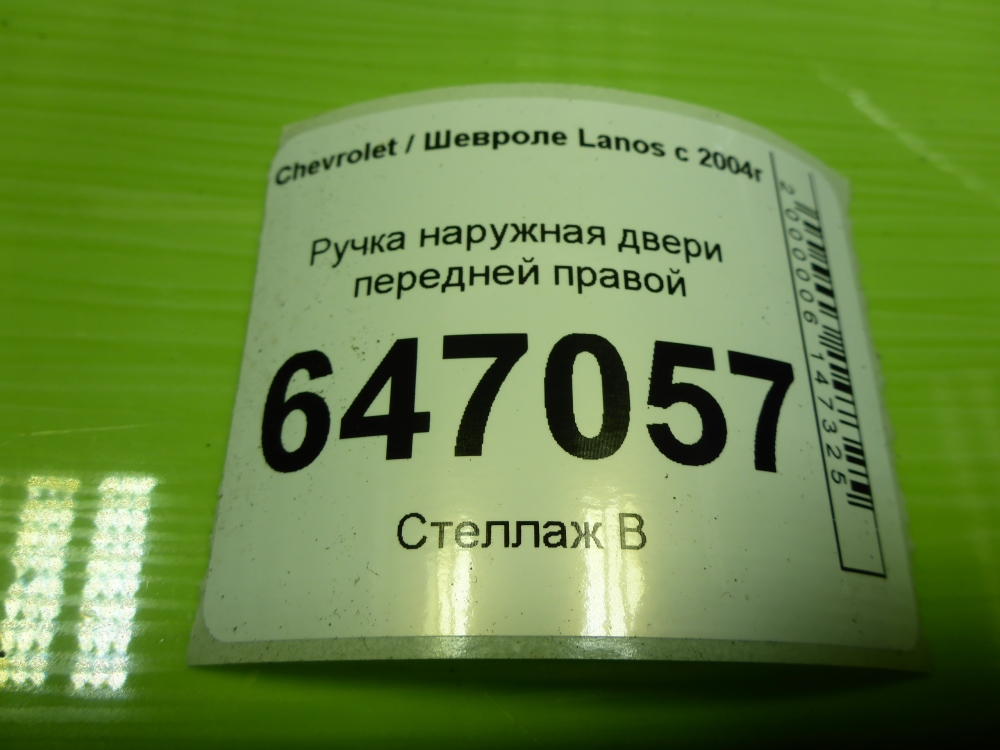 Chevrolet / Шевроле Lanos с 2004г
Ручка наружная двери
передней правой
647057
Стеллаж В
2000006147325